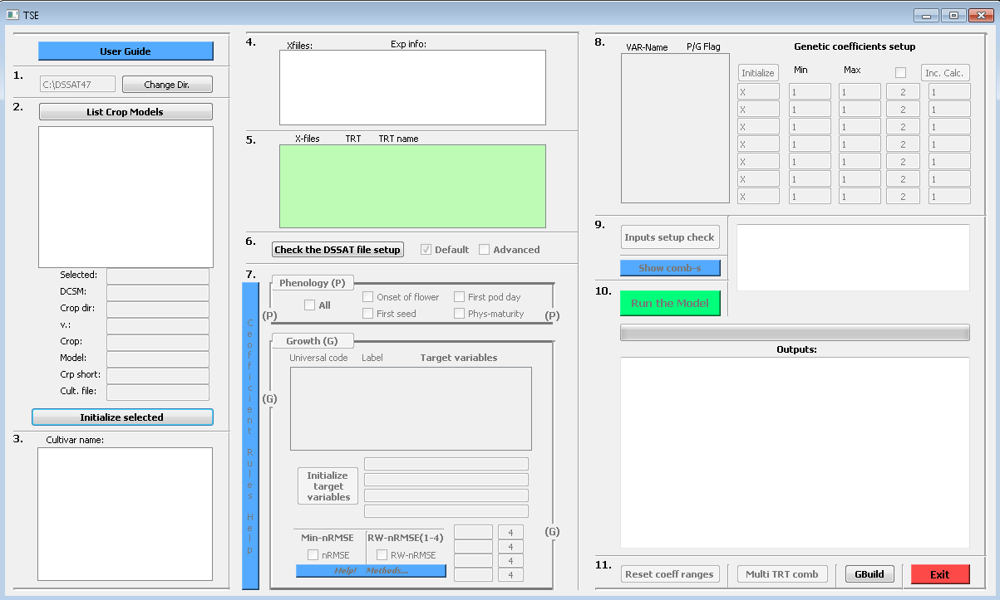 TSE
User Guide
1.
C:\DSSAT47
Change Dir.
2.
List Crop Models
Selected:
DCSM:
Crop dir:
v.:
Crop:
Model:
Crp short:
Cult. file:
Initialize selected
3.
Cultivar name:
4.
Xfiiles:
Exp info:
5.
X-files
TRT
TRT name
6.
Check the DSSAT file setup
Default
Advanced
7.
Coefficient Rules Help
Phenology (P)
All
Onset of flower
First pod day
First seed
Phys-maturity
(P)
(P)
Growth (G)
Universal code
Label
Target variables
(G)
Initialize
target
variables
Min-nRMSE
RW-nRMSE(1-4)
nRMSE
RW-nRMSE
Help! Methods...
4
4
4
4
(G)
8.
VAR-Name
P/G Flag
Genetic coefficients setup
Initialize
Min
Max
Inc. Calc.
X 1 1 2 1
X 1 1 2 1
X 1 1 2 1
X 1 1 2 1
X 1 1 2 1
X 1 1 2 1
X 1 1 2 1
9.
Inputs setup check
Show comb-s
10.
Run the Model
Outputs:
11.
Reset coeff ranges
Multi TRT comb
GBuild
Exit